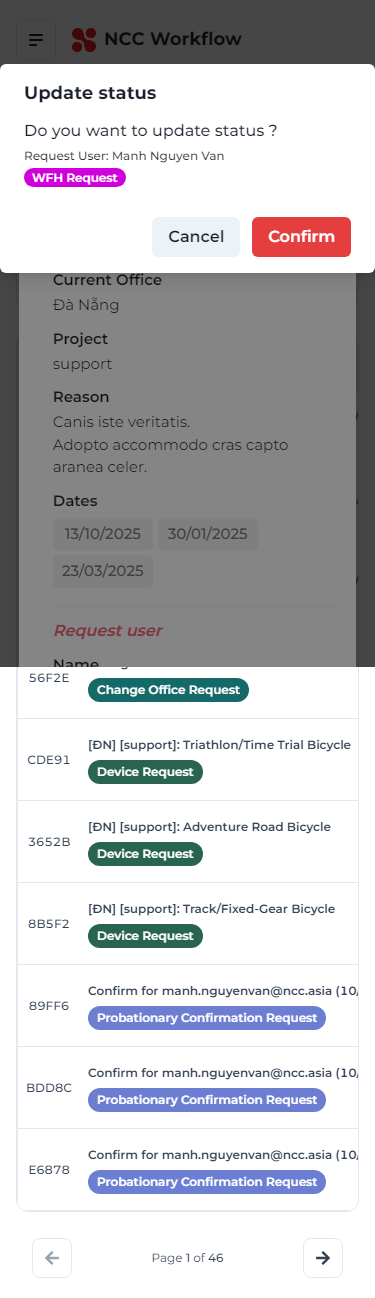 NCC Workflow
Update status
Do you want to update status ?
Request User: Manh Nguyen Van
WFH Request
Cancel
Confirm
Current Office
Đà Nẵng
Project
support
Reason
Canis iste veritatis.
Adopto accommodo cras capto
aranea celer.
Dates
13/10/2025
30/01/2025
23/03/2025
Request user
Name
56F2E
Change Office Request
CDE91
[ĐN] [support]: Triathlon/Time Trial Bicycle
Device Request
3652B
[ĐN] [support]: Adventure Road Bicycle
Device Request
8B5F2
[ĐN] [support]: Track/Fixed-Gear Bicycle
Device Request
89FF6
Confirm for manh.nguyenvan@ncc.asia (10/
Probationary Confirmation Request
BDD8C
Confirm for manh.nguyenvan@ncc.asia (10/
Probationary Confirmation Request
E6878
Confirm for manh.nguyenvan@ncc.asia (10/
Probationary Confirmation Request
Page 1 of 46